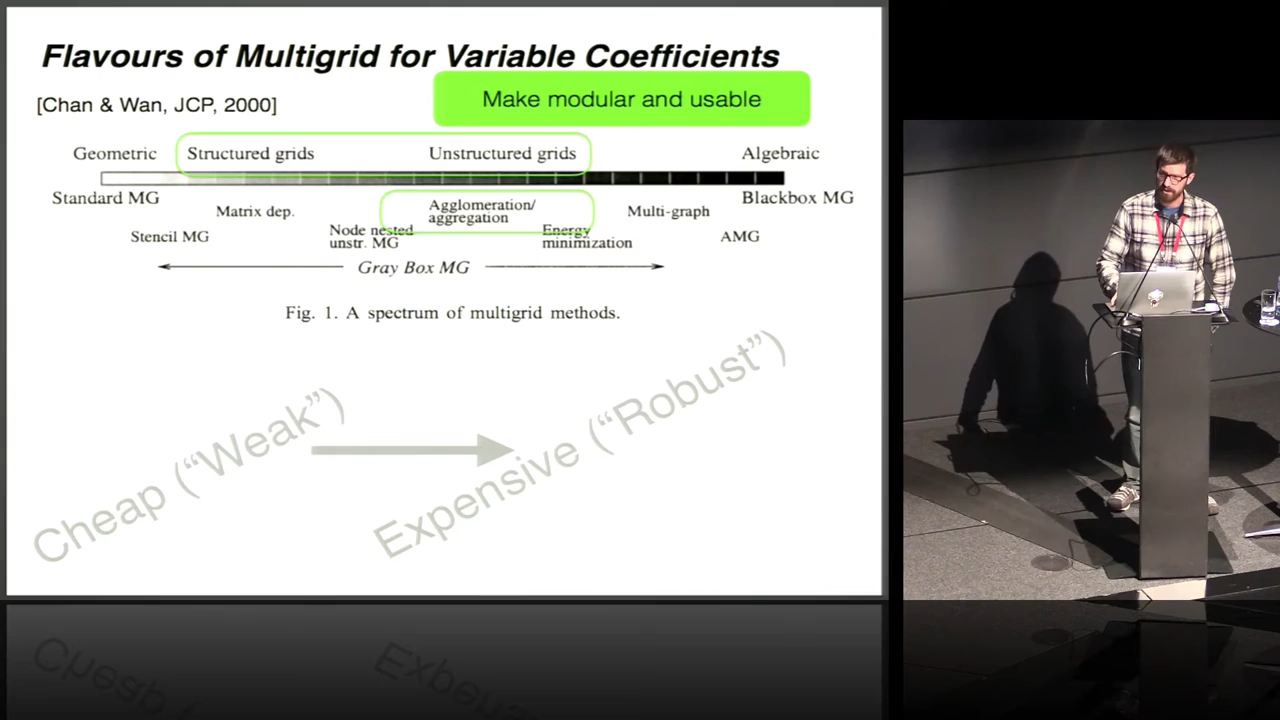 Flavours of Multigrid for Variable Coefficients
[Chan & Wan, JCP, 2000]
Make modular and usable
Geometric Structured grids Unstructured grids Algebraic
Standard MG Agglomeration/ Blackbox MG
aggregation
Matrix dep. Multi-graph
Stencil MG Node nested Energy AMG
unstr. MG minimization
Gray Box MG
Fig. 1. A spectrum of multigrid methods.
Cheap (“Weak”)
Expensive (“Robust”)